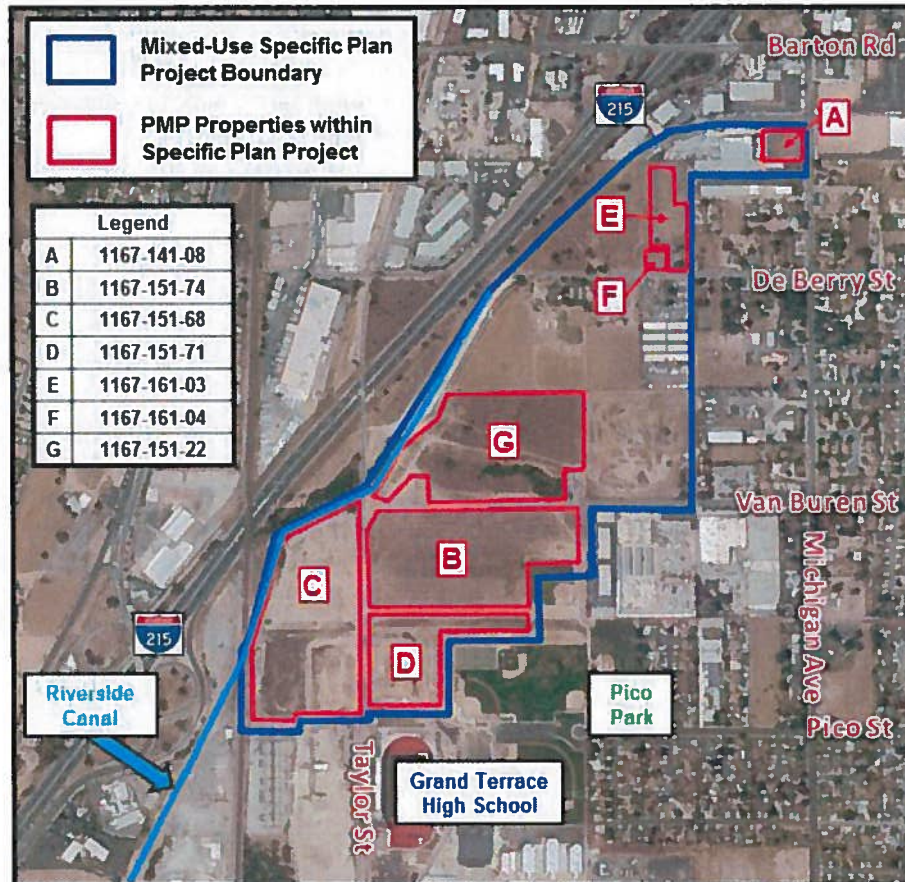 Mixed-Use Specific Plan
Project Boundary
PMP Properties within
Specific Plan Project
Legend
A 1167-141-08
B 1167-151-74
C 1167-151-68
D 1167-151-71
E 1167-161-03
F 1167-161-04
G 1167-151-22
Barton Rd
215
A
E
F
De Berry St
G
Van Buren St
B
C
Michigan Ave
215
D
Riverside
Canal
Pico
Park
Pico St
Taylor St
Grand Terrace
High School